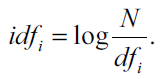 idf_i = log N/df_i.